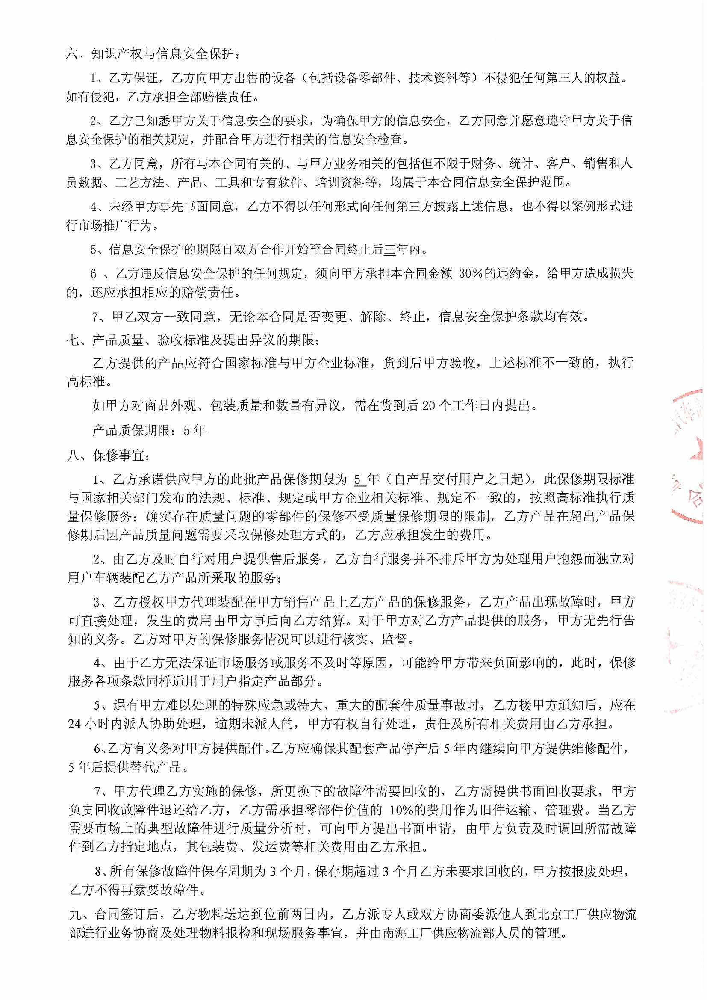 六、知识产权与信息安全保护：
1、乙方保证，乙方向甲方出售的设备（包括设备零部件、技术资料等）不侵犯任何第三人的权益。
如有侵犯，乙方承担全部赔偿责任。
2、乙方已知悉甲方关于信息安全的要求，为确保甲方的信息安全，乙方同意并愿意遵守甲方关于信
息安全保护的相关规定，并配合甲方进行相关的信息安全检查。
3、乙方同意，所有与本合同有关的、与甲方业务相关的包括但不限于财务、统计、客户、销售和人
员数据、工艺方法、产品、工具和专有软件、培训资料等，均属于本合同信息安全保护范围。
4、未经甲方事先书面同意，乙方不得以任何形式向任何第三方披露上述信息，也不得以案例形式进
行市场推广行为。
5、信息安全保护的期限自双方合作开始至合同终止后三年内。
6 、乙方违反信息安全保护的任何规定，须向甲方承担本合同金额 30%的违约金，给甲方造成损失
的，还应承担相应的赔偿责任。
7、甲乙双方一致同意，无论本合同是否变更、解除、终止，信息安全保护条款均有效。
七、产品质量、验收标准及提出异议的期限：
乙方提供的产品应符合国家标准与甲方企业标准，货到后甲方验收，上述标准不一致的，执行
高标准。
如甲方对商品外观、包装质量和数量有异议，需在货到后 20 个工作日内提出。
产品质保期限：5 年
八、保修事宜：
1、乙方承诺供应甲方的此批产品保修期限为 5 年（自产品交付用户之日起），此保修期限标准
与国家相关部门发布的法规、标准、规定或甲方企业相关标准、规定不一致的，按照高标准执行质
量保修服务；确实存在质量问题的零部件的保修不受质量保修期限的限制，乙方产品在超出产品保
修期后因产品质量问题需要采取保修处理方式的，乙方应承担发生的费用。
2、由乙方及时自行对用户提供售后服务，乙方自行服务并不排斥甲方为处理用户抱怨而独立对
用户车辆装配乙方产品所采取的服务；
3、乙方授权甲方代理装配在甲方销售产品上乙方产品的保修服务，乙方产品出现故障时，甲方
可直接处理，发生的费用由甲方事后向乙方结算。对于甲方对乙方产品提供的服务，甲方无先行告
知的义务。乙方对甲方的保修服务情况可以进行核实、监督。
4、由于乙方无法保证市场服务或服务不及时等原因，可能给甲方带来负面影响的，此时，保修
服务各项条款同样适用于用户指定产品部分。
5、遇有甲方难以处理的特殊应急或特大、重大的配套件质量事故时，乙方接甲方通知后，应在
24 小时内派人协助处理，逾期未派人的，甲方有权自行处理，责任及所有相关费用由乙方承担。
6、乙方有义务对甲方提供配件。乙方应确保其配套产品停产后 5 年内继续向甲方提供维修配件，
5 年后提供替代产品。
7、甲方代理乙方实施的保修，所更换下的故障件需要回收的，乙方需提供书面回收要求，甲方
负责回收故障件退还给乙方，乙方需承担零部件价值的 10%的费用作为旧件运输、管理费。当乙方
需要市场上的典型故障件进行质量分析时，可向甲方提出书面申请，由甲方负责及时调回所需故障
件到乙方指定地点，其包装费、发运费等相关费用由乙方承担。
8、所有保修故障件保存周期为 3 个月，保存期超过 3 个月乙方未要求回收的，甲方按报废处理，
乙方不得再索要故障件。
九、合同签订后，乙方物料送达到位前两日内，乙方派专人或双方协商委派他人到北京工厂供应物流
部进行业务协商及处理物料报检和现场服务事宜，并由南海工厂供应物流部人员的管理。
汽车
合